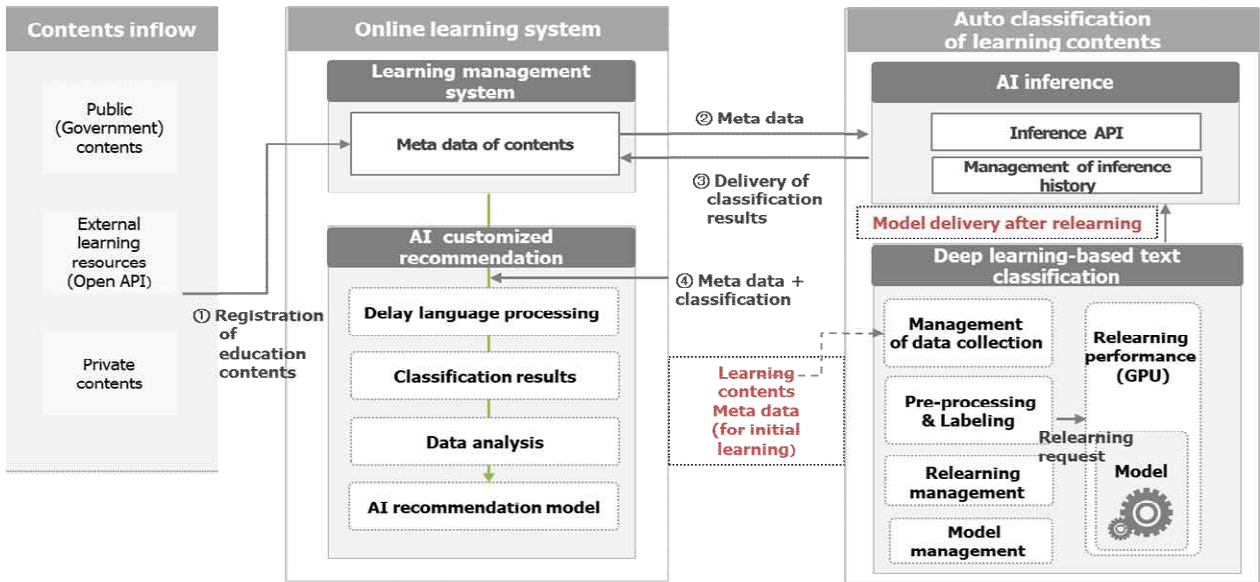 Contents inflow
Public
(Government)
contents
External
learning
resources
(Open API)
Private
contents
① Registration
of
education
contents
Online learning system
Learning management
system
Meta data of contents
AI customized
recommendation
Delay language processing
Classification results
Data analysis
AI recommendation model
② Meta data
③ Delivery of
classification
results
④ Meta data +
classification
Learning
contents
Meta data
(for initial
learning)
Auto classification
of learning contents
AI inference
Inference API
Management of inference
history
Model delivery after relearning
Deep learning-based text
classification
Management
of data collection
Pre-processing
& Labeling
Relearning
management
Model
management
Relearning
performance
(GPU)
Relearning
request
Model